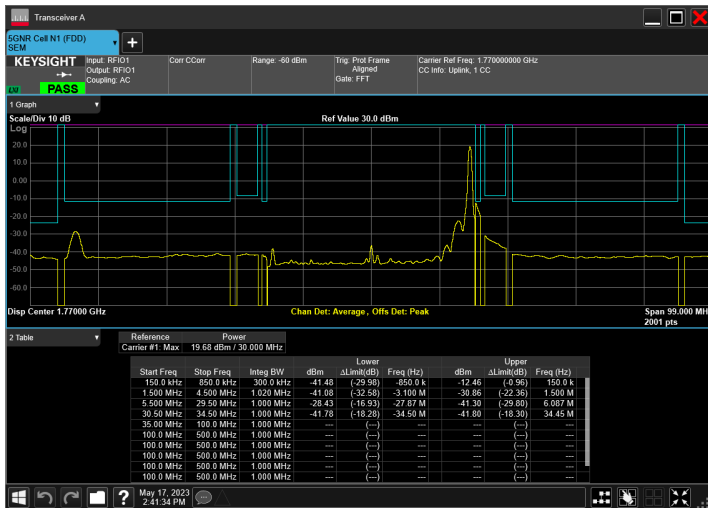 Transceiver A
5GNR Cell N1 (FDD)
SEM
KEYSIGHT
LXI
PASS
Input: RFIO1
Output: RFIO1
Coupling: AC
Corr CCorr
Range: -60 dBm
Trig: Prot Frame
Aligned
Gate: FFT
Carrier Ref Freq: 1.770000000 GHz
CC Info: Uplink, 1 CC
1 Graph
Scale/Div 10 dB
Ref Value 30.0 dBm
Log
20.0
10.0
0.00
-10.0
-20.0
-30.0
-40.0
-50.0
-60.0
Disp Center 1.77000 GHz
Chan Det: Average, Offs Det: Peak
Span 99.000 MH
2001 pts
2 Table
Reference Power
Carrier #1: Max 19.68 dBm / 30.000 MHz
Lower Upper
Start Freq Stop Freq Integ BW dBm ΔLimit(dB) Freq (Hz) dBm ΔLimit(dB) Freq (Hz)
150.0 kHz 850.0 kHz 300.0 kHz -41.48 (-29.98) -850.0 k -12.46 (-0.96) 150.0 k
1.500 MHz 4.500 MHz 1.020 MHz -41.08 (-32.58) -3.100 M -30.86 (-22.36) 1.500 M
5.500 MHz 29.50 MHz 1.000 MHz -28.43 (-16.93) -27.87 M -41.30 (-29.80) 6.087 M
30.50 MHz 34.50 MHz 1.000 MHz -41.78 (-18.28) -34.50 M -41.80 (-18.30) 34.45 M
35.00 MHz 100.0 MHz 1.000 MHz --- (---) --- --- (---) ---
100.0 MHz 500.0 MHz 1.000 MHz --- (---) --- --- (---) ---
100.0 MHz 500.0 MHz 1.000 MHz --- (---) --- --- (---) ---
100.0 MHz 500.0 MHz 1.000 MHz --- (---) --- --- (---) ---
100.0 MHz 500.0 MHz 1.000 MHz --- (---) --- --- (---) ---
100.0 MHz 500.0 MHz 1.000 MHz --- (---) --- --- (---) ---
May 17, 2023
2:41:34 PM